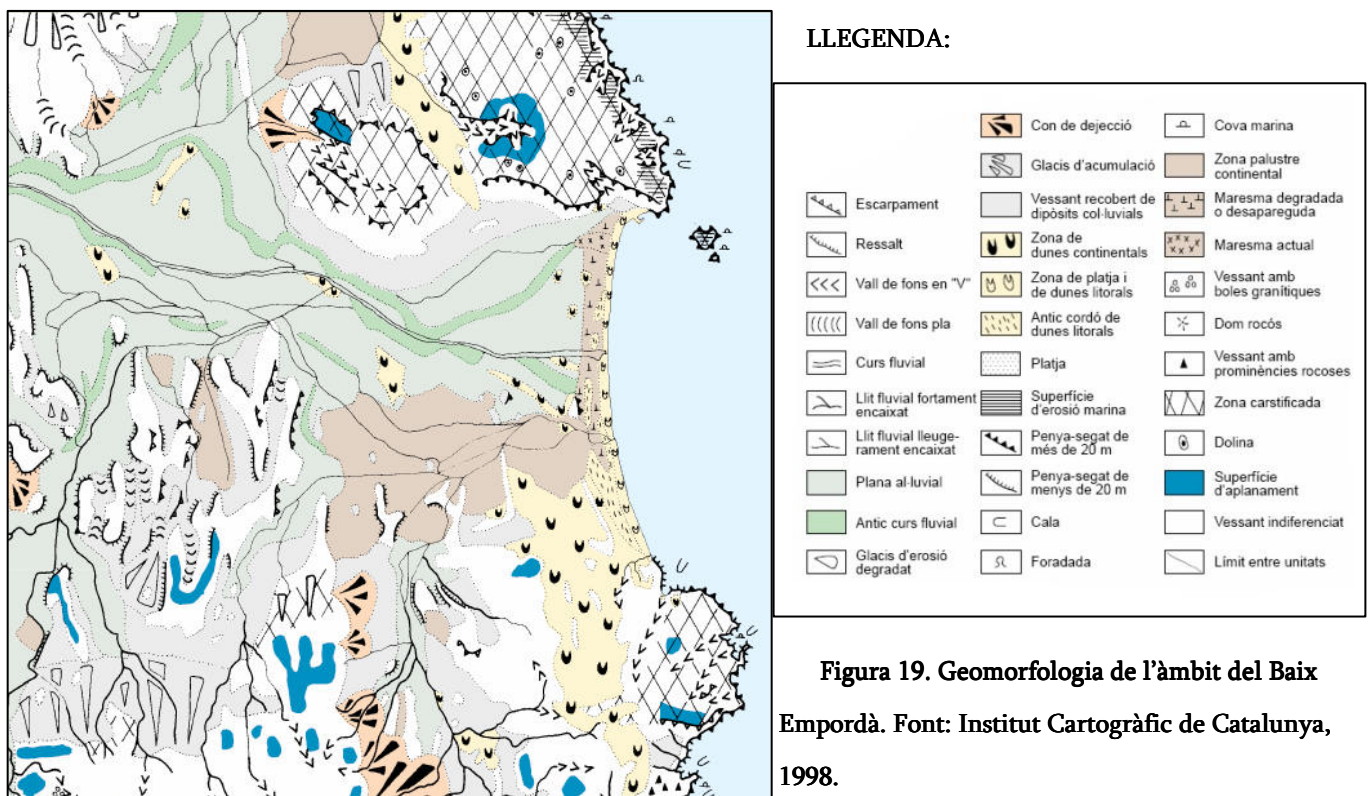 LLEGENDA:
Escarpament
Ressalt
Vall de fons en "V"
Vall de fons pla
Curs fluvial
Llit fluvial fortament
encaixat
Llit fluvial lleuge-
rament encaixat
Plana al·luvial
Antic curs fluvial
Glacis d'erosió
degradat
Con de dejecció
Glacis d'acumulació
Vessant recobert de
dipòsits col·luvials
Zona de
dunes continentals
Zona de platja i
de dunes litorals
Antic cordó de
dunes litorals
Platja
Superfície
d'erosió marina
Penya-segat de
més de 20 m
Penya-segat de
menys de 20 m
Cala
Foradada
Cova marina
Zona palustre
continental
Maresma degradada
o desapareguda
Maresma actual
Vessant amb
boles granítiques
Dom rocós
Vessant amb
prominències rocoses
Zona carstificada
Dolina
Superfície
d'aplanament
Vessant indiferenciat
Límit entre unitats
Figura 19. Geomorfologia de l'àmbit del Baix
Empordà. Font: Institut Cartogràfic de Catalunya,
1998.